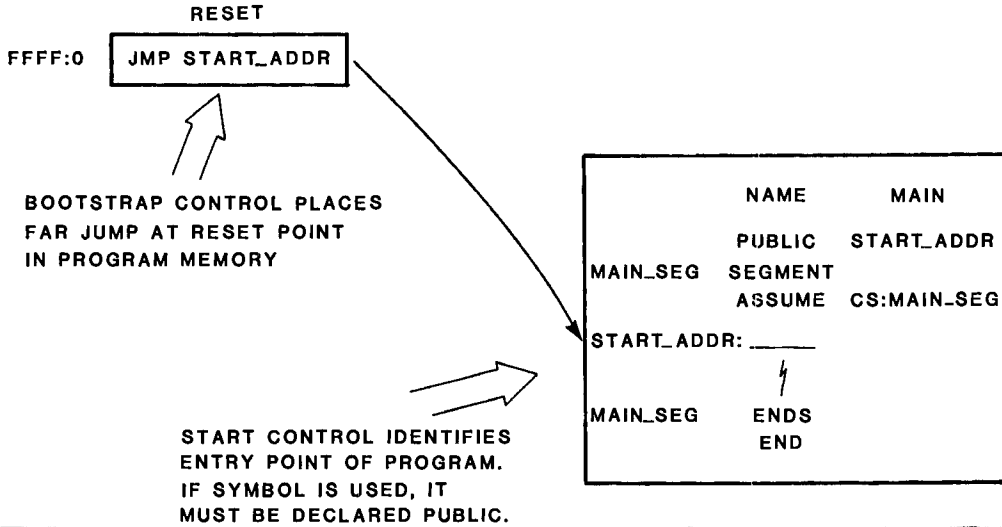 RESET
FFFF:0 JMP START_ADDR
BOOTSTRAP CONTROL PLACES
FAR JUMP AT RESET POINT
IN PROGRAM MEMORY
NAME MAIN
PUBLIC START_ADDR
MAIN_SEG SEGMENT
ASSUME CS:MAIN_SEG
START_ADDR: ______
MAIN_SEG ENDS
END
START CONTROL IDENTIFIES
ENTRY POINT OF PROGRAM.
IF SYMBOL IS USED, IT
MUST BE DECLARED PUBLIC.